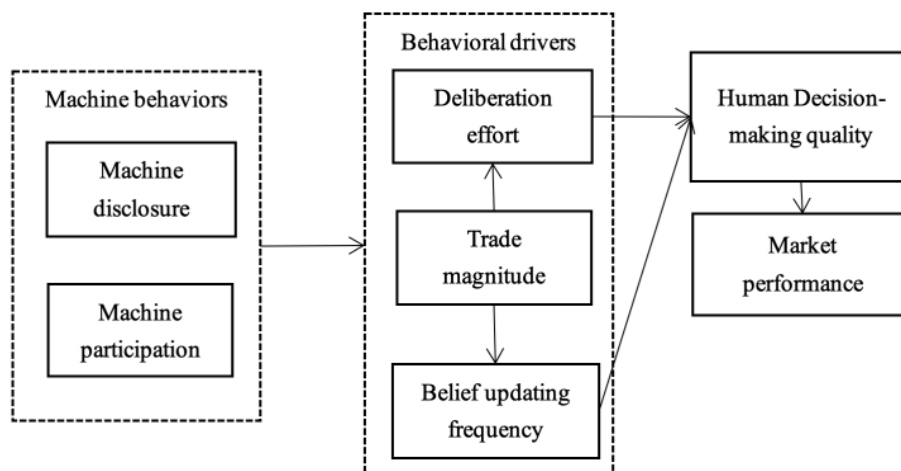 Machine behaviors
Machine
disclosure
Machine
participation
Behavioral drivers
Deliberation
effort
Trade
magnitude
Belief updating
frequency
Human Decision-
making quality
Market
performance